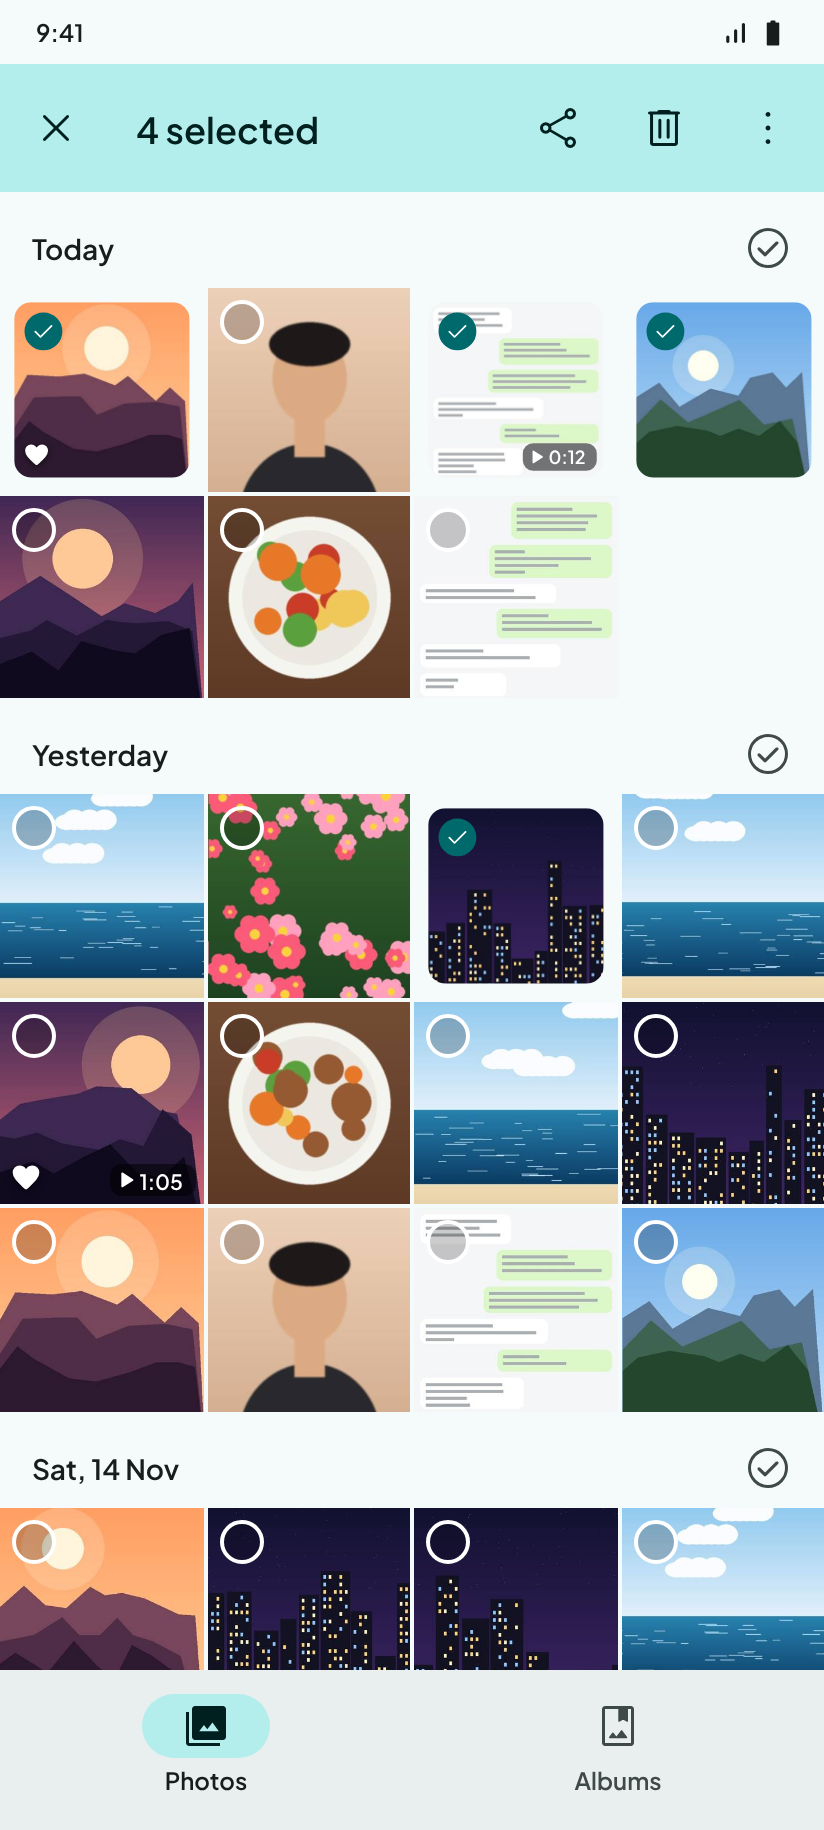 9:41
4 selected
Today
0:12
Yesterday
1:05
Sat, 14 Nov
Photos
Albums